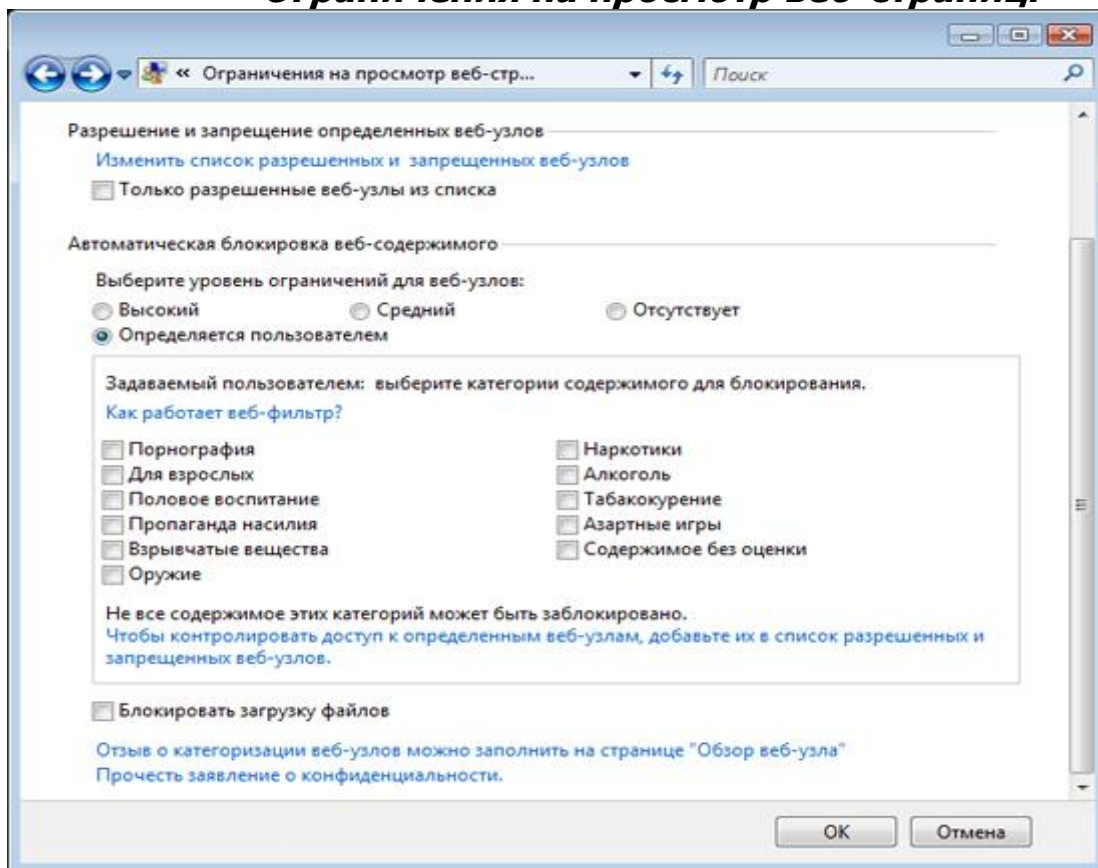 Ограничения на просмотр веб-страниц.
« Ограничения на просмотр веб-стр...
Поиск
Разрешение и запрещение определенных веб-узлов
Изменить список разрешенных и запрещенных веб-узлов
Только разрешенные веб-узлы из списка
Автоматическая блокировка веб-содержимого
Выберите уровень ограничений для веб-узлов:
Высокий Средний Отсутствует
Определяется пользователем
Задаваемый пользователем: выберите категории содержимого для блокирования.
Как работает веб-фильтр?
Порнография Наркотики
Для взрослых Алкоголь
Половое воспитание Табакокурение
Пропаганда насилия Азартные игры
Взрывчатые вещества Содержимое без оценки
Оружие
Не все содержимое этих категорий может быть заблокировано.
Чтобы контролировать доступ к определенным веб-узлам, добавьте их в список разрешенных и
запрещенных веб-узлов.
Блокировать загрузку файлов
Отзыв о категоризации веб-узлов можно заполнить на странице "Обзор веб-узла"
Прочесть заявление о конфиденциальности.
OK Отмена